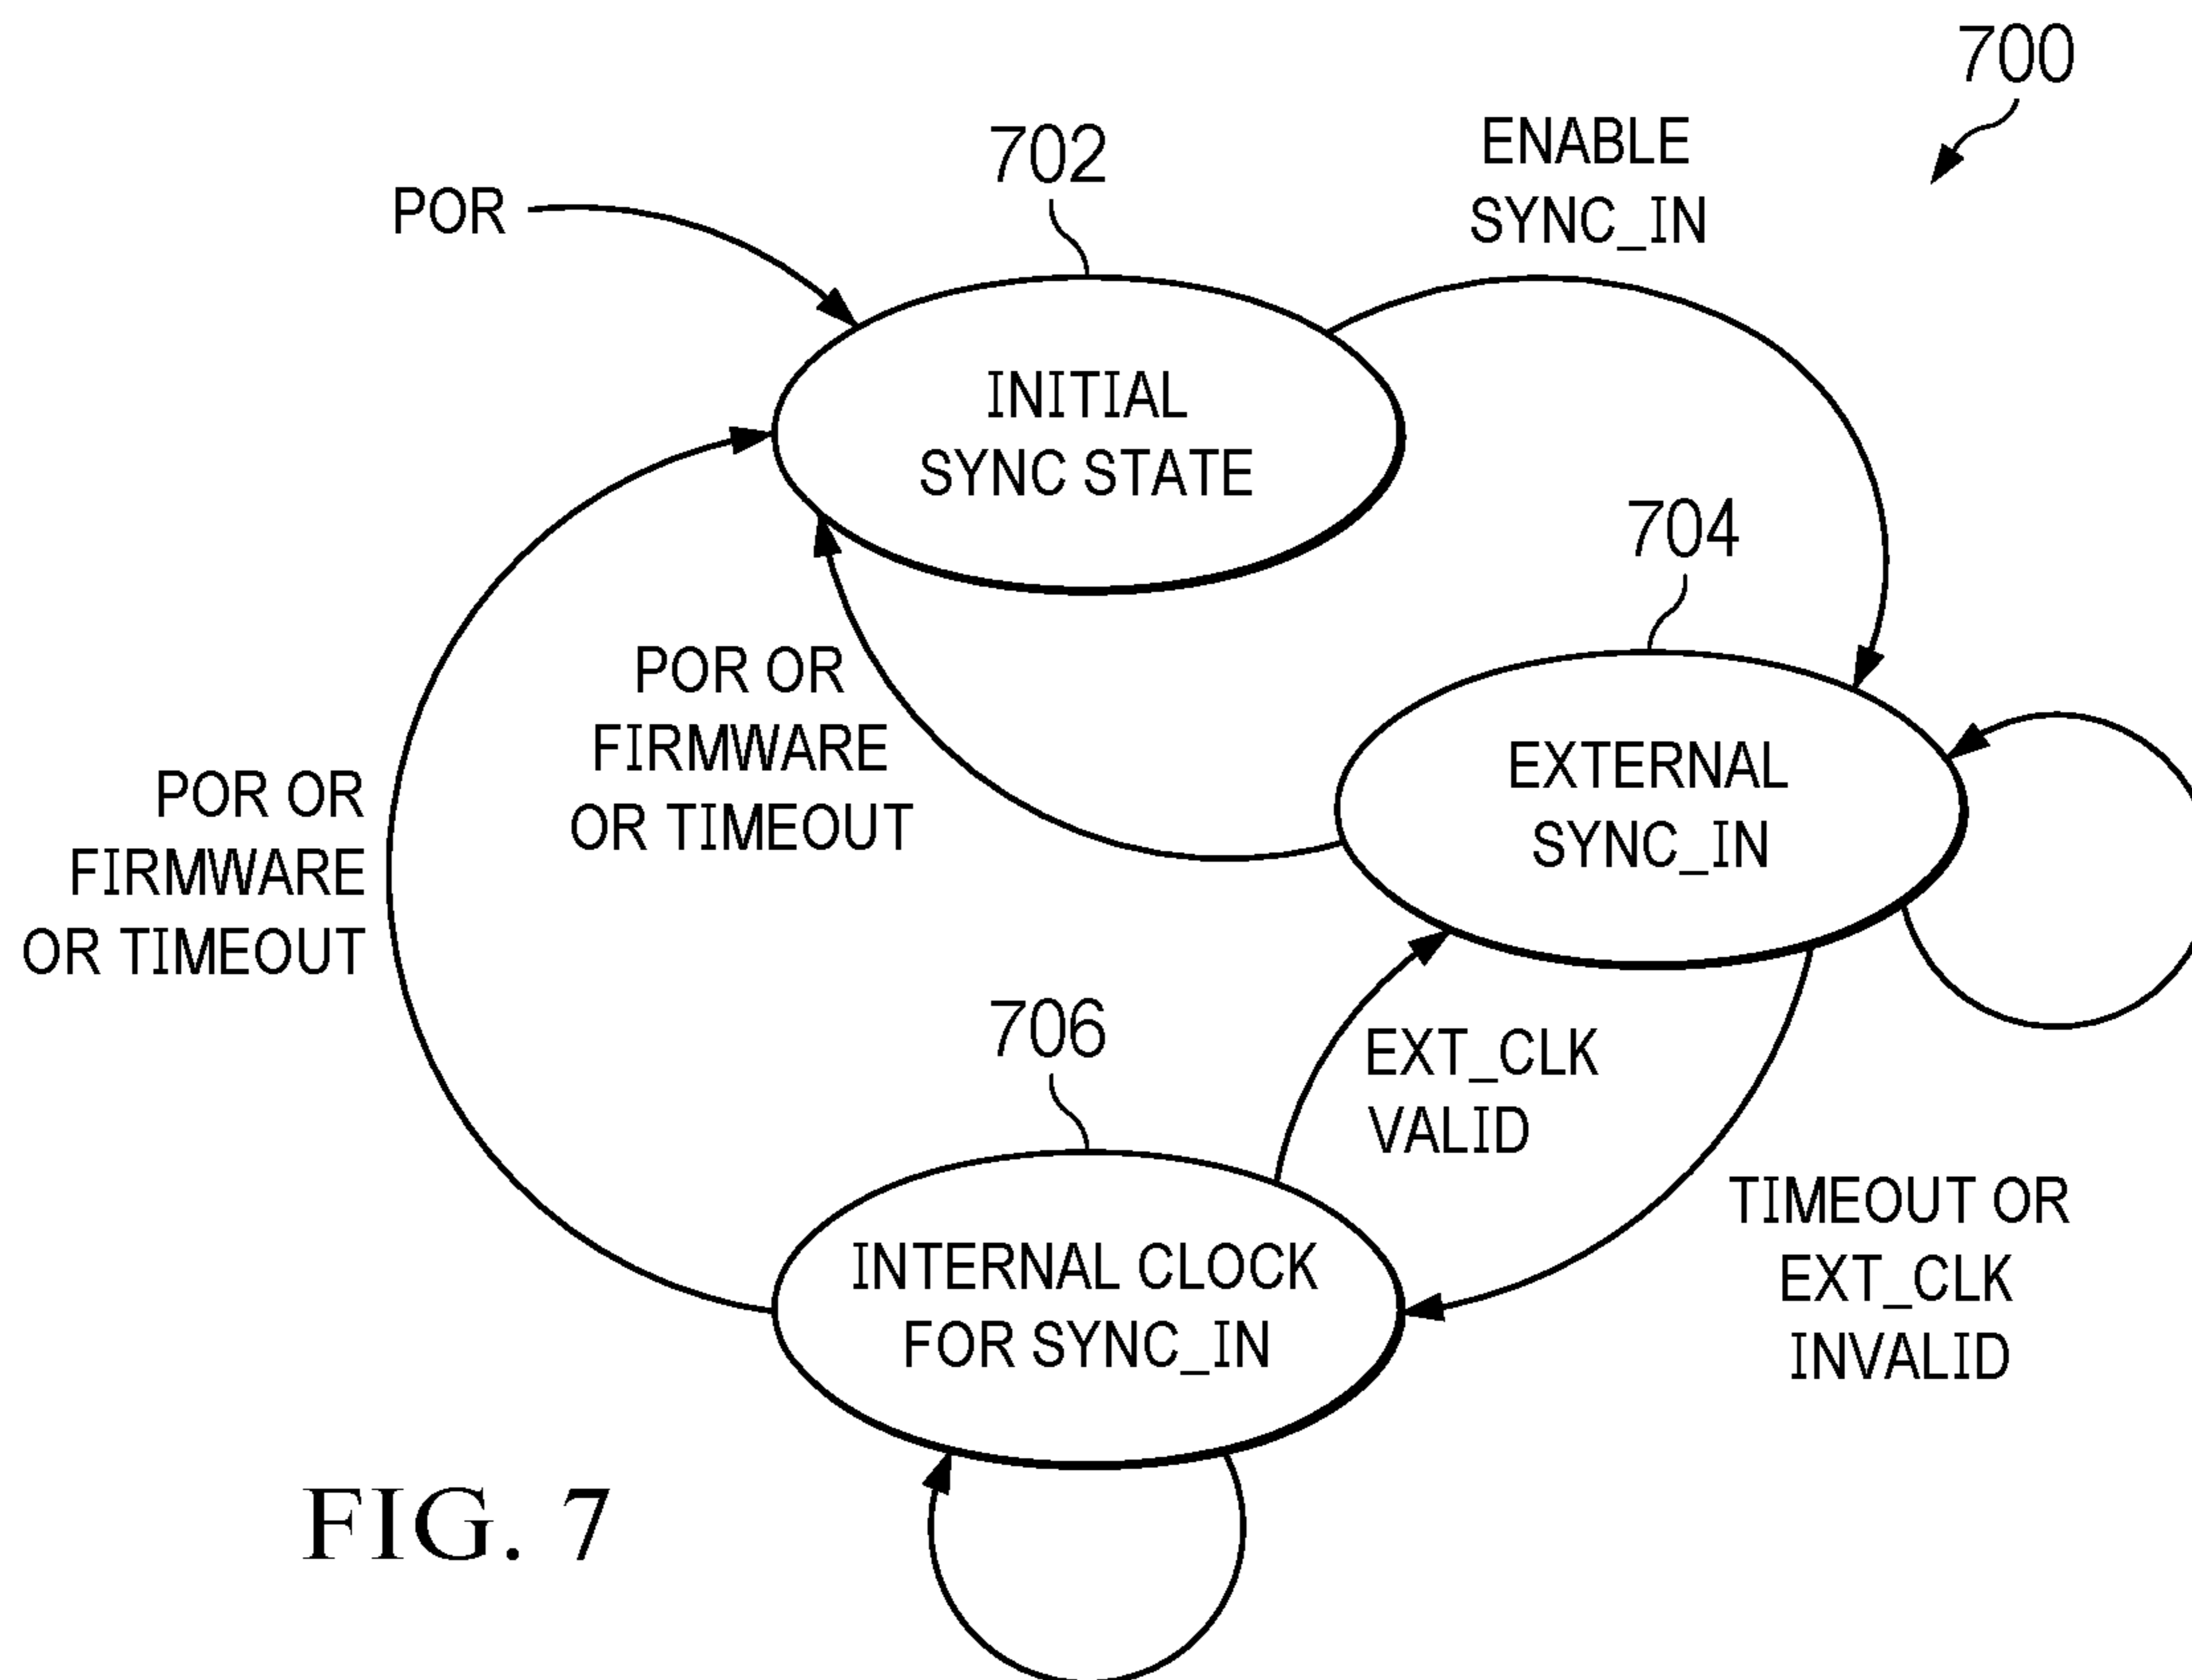 700
702
ENABLE
SYNC_IN
POR
INITIAL
SYNC STATE
704
POR OR
FIRMWARE
OR TIMEOUT
POR OR
FIRMWARE
OR TIMEOUT
EXTERNAL
SYNC_IN
706
EXT_CLK
VALID
TIMEOUT OR
EXT_CLK
INVALID
INTERNAL CLOCK
FOR SYNC_IN
FIG. 7